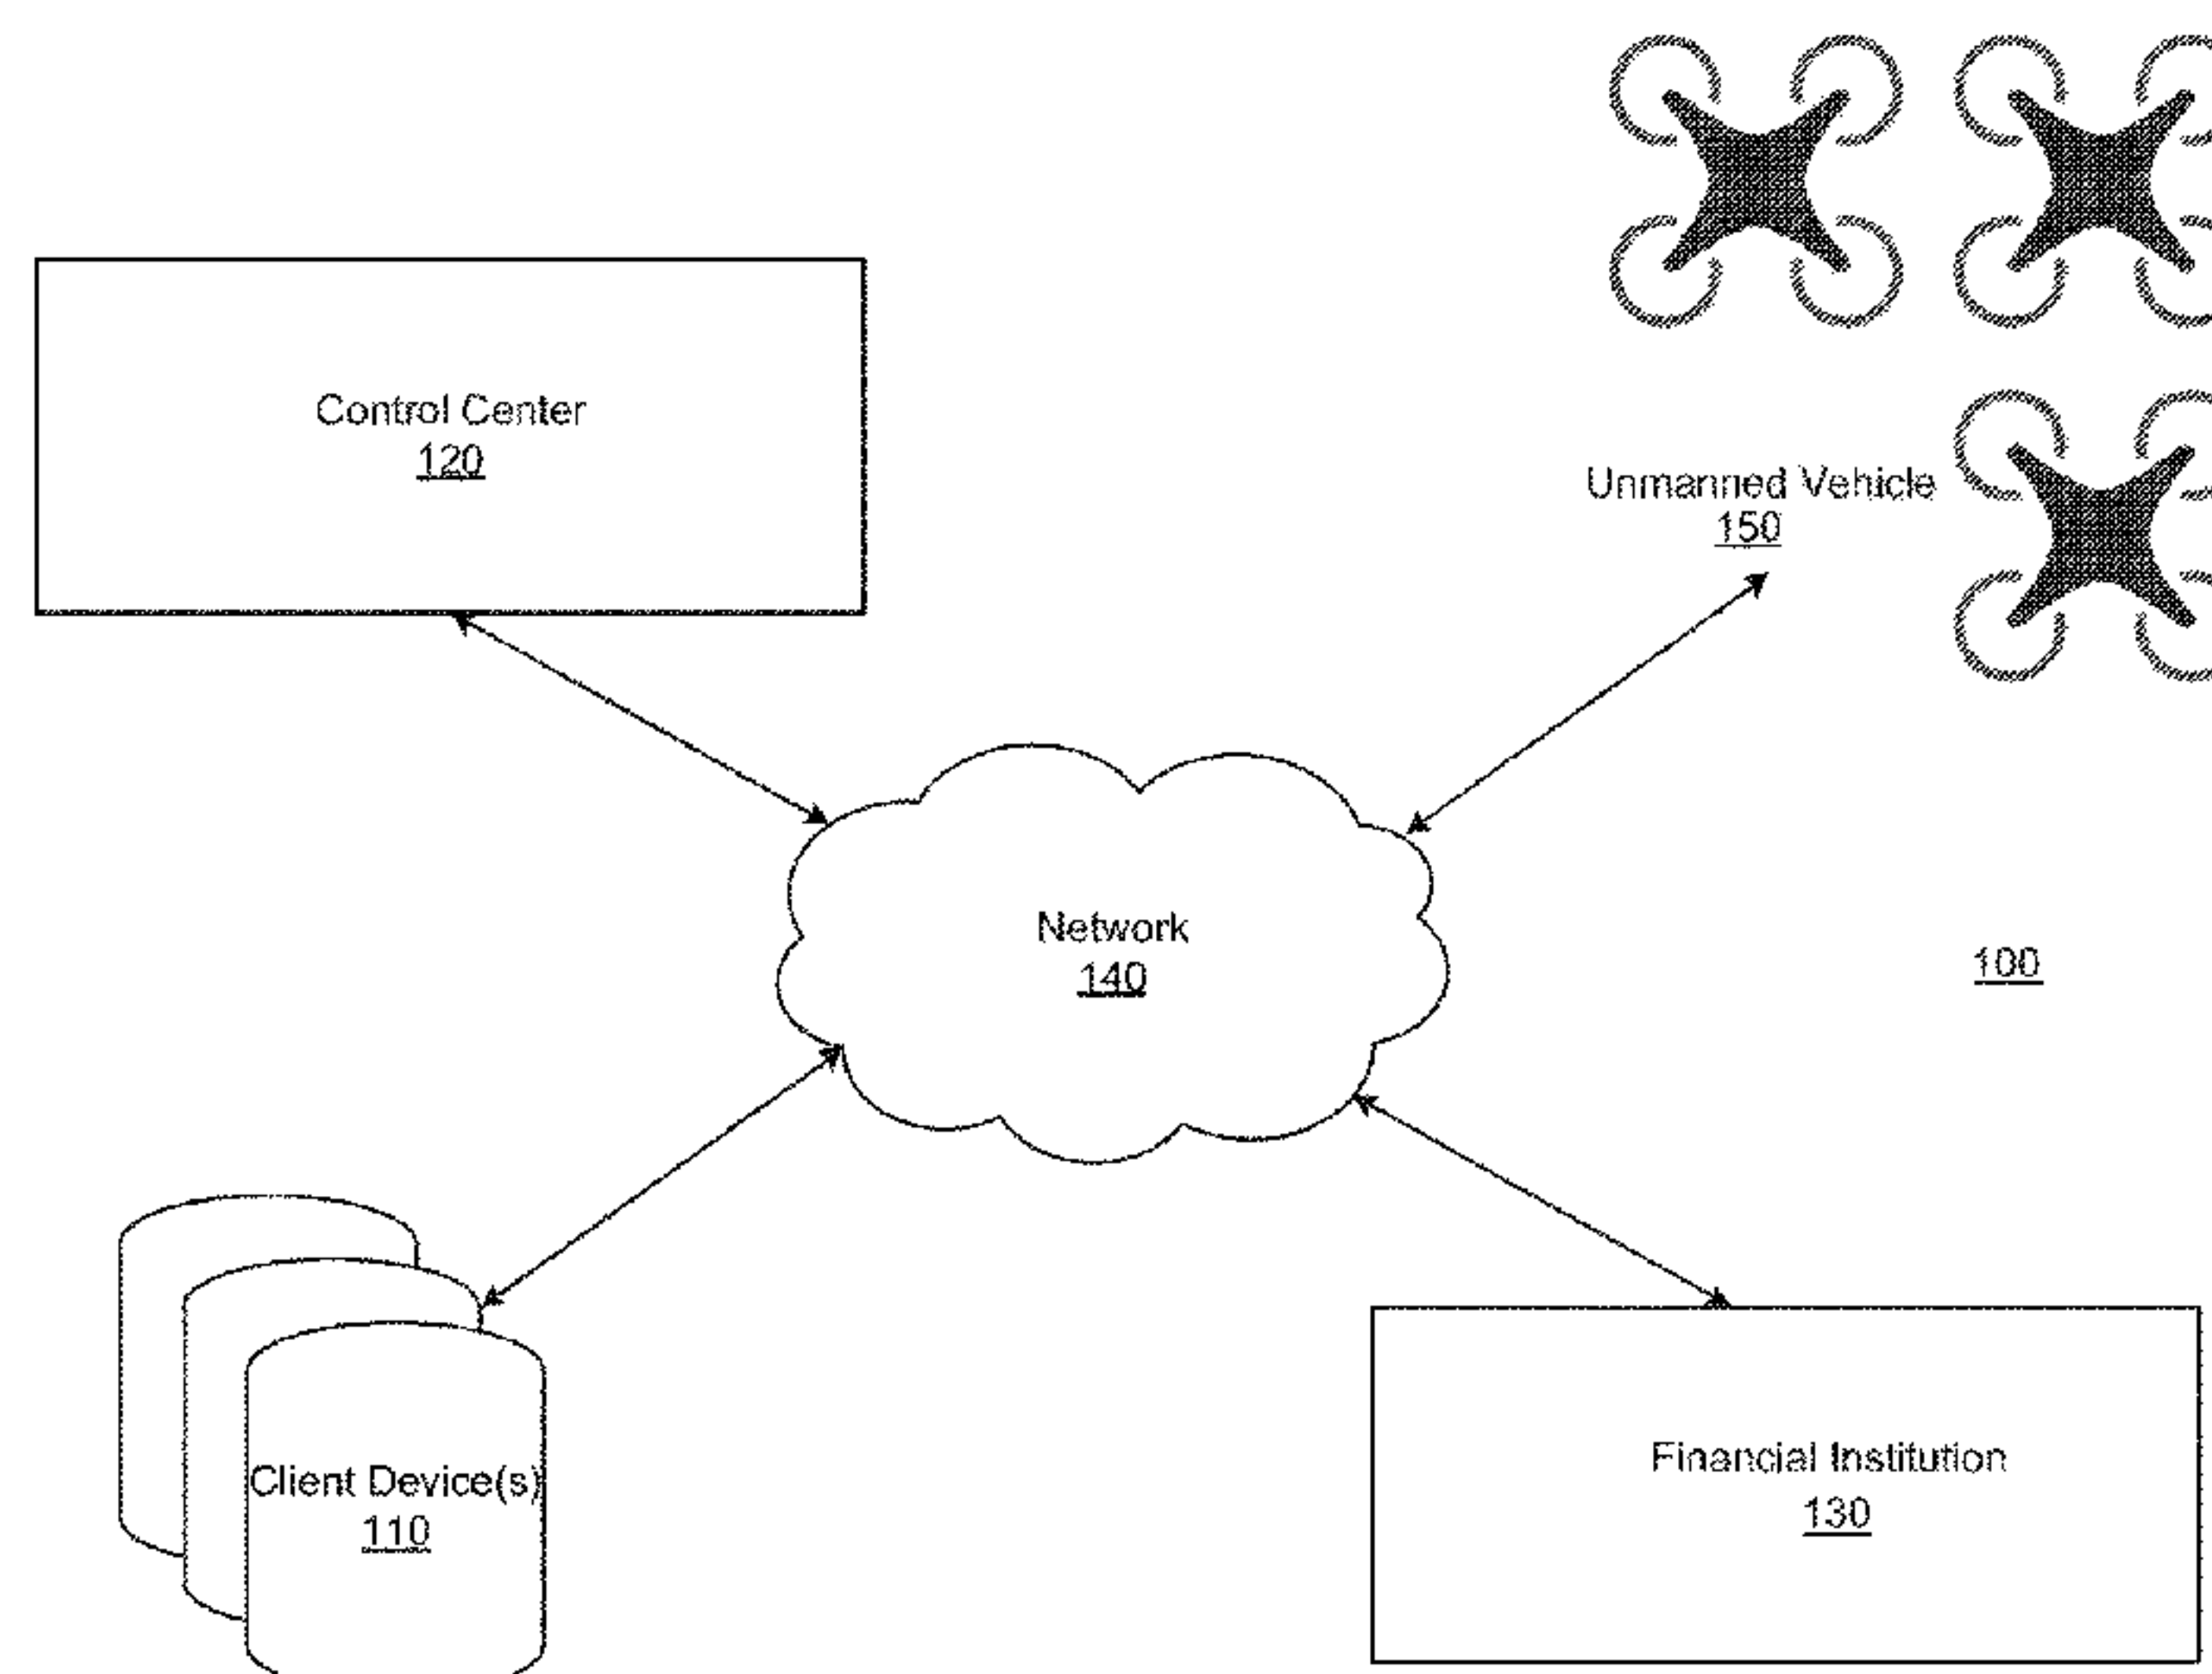 Control Center
120
Unmanned Vehicle
150
Network
140
100
Client Device(s)
110
Financial Institution
130